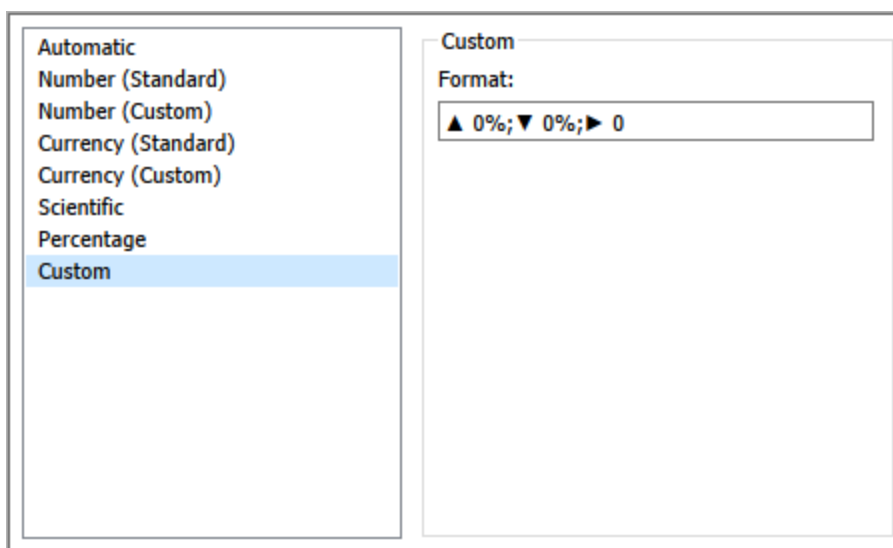 Automatic
Number (Standard)
Number (Custom)
Currency (Standard)
Currency (Custom)
Scientific
Percentage
Custom
Custom
Format:
▲ 0%;▼ 0%;► 0